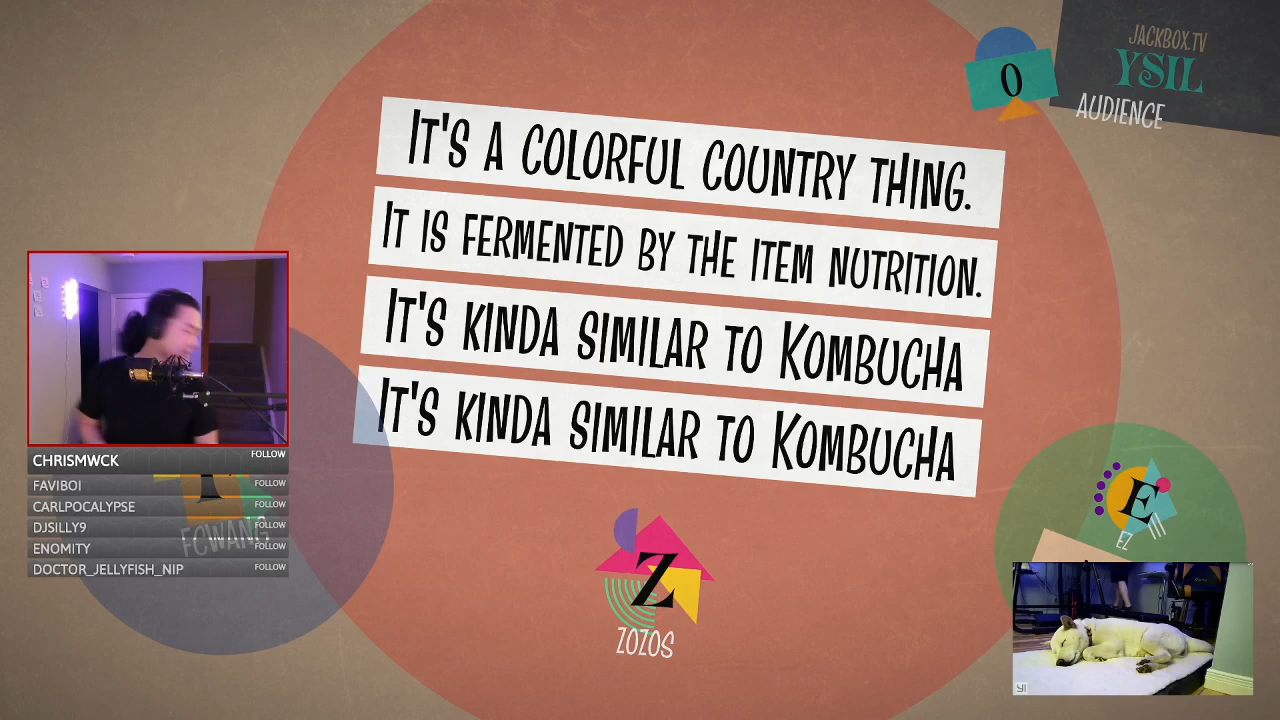 JACKBOX.TV
YSIL
0
AUDIENCE
IT'S A COLORFUL COUNTRY THING.
IT IS FERMENTED BY THE ITEM NUTRITION.
IT'S KINDA SIMILAR TO KOMBUCHA
IT'S KINDA SIMILAR TO KOMBUCHA
CHRISMWCK FOLLOW
FAVIBOI FOLLOW
CARLPOCALYPSE FOLLOW
DJSILLY9 FOLLOW
ENOMITY FOLLOW
DOCTOR_JELLYFISH_NIP FOLLOW
FCWANG
Z
ZOZOS
E
EZ
YI